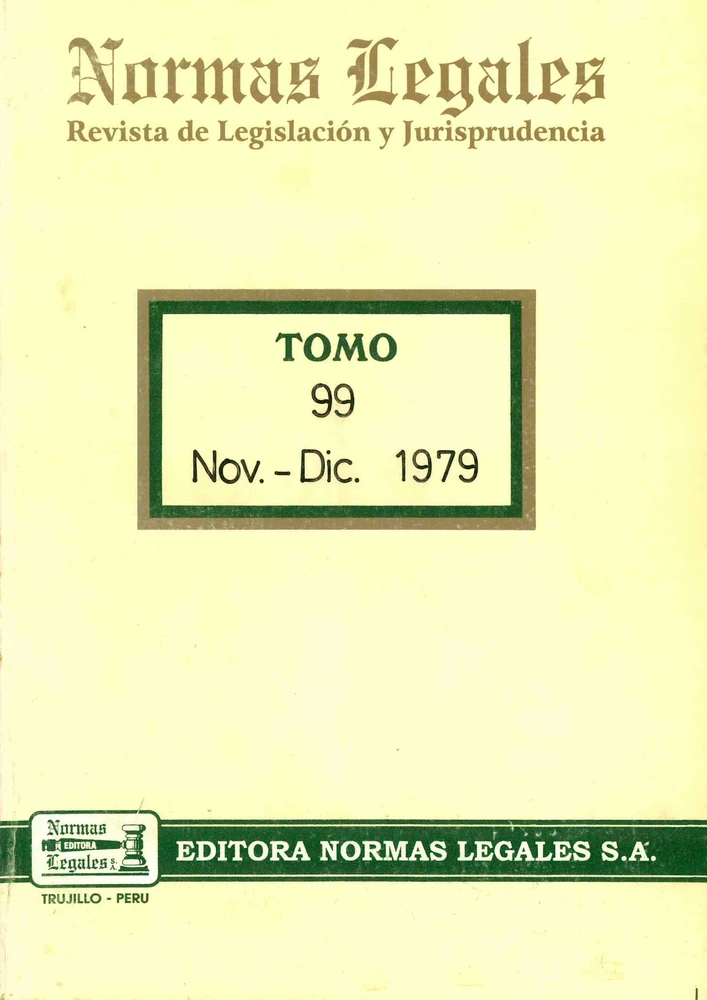 Normas Legales
Revista de Legislación y Jurisprudencia
TOMO
99
Nov. - Dic. 1979
Normas
EDITORA
Legales S.A.
EDITORA NORMAS LEGALES S.A.
TRUJILLO - PERU